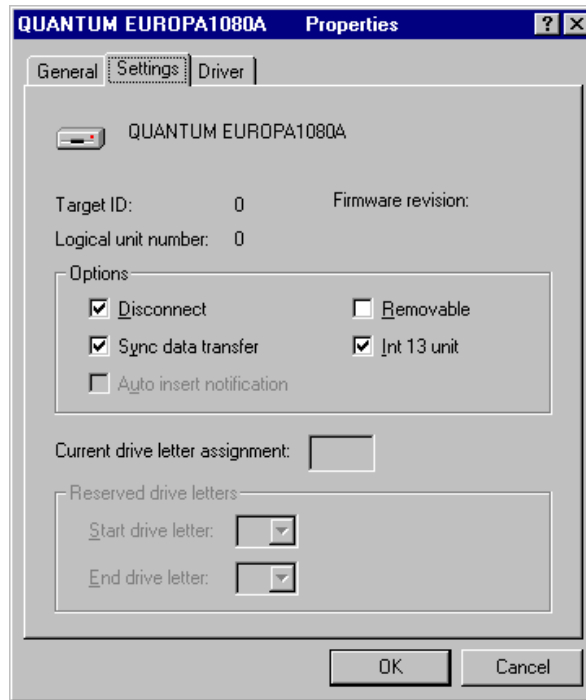 QUANTUM EUROPA1080A Properties
General Settings Driver
QUANTUM EUROPA1080A
Target ID: 0 Firmware revision:
Logical unit number: 0
Options
Disconnect Removable
Sync data transfer Int 13 unit
Auto insert notification
Current drive letter assignment:
Reserved drive letters
Start drive letter:
End drive letter:
OK Cancel